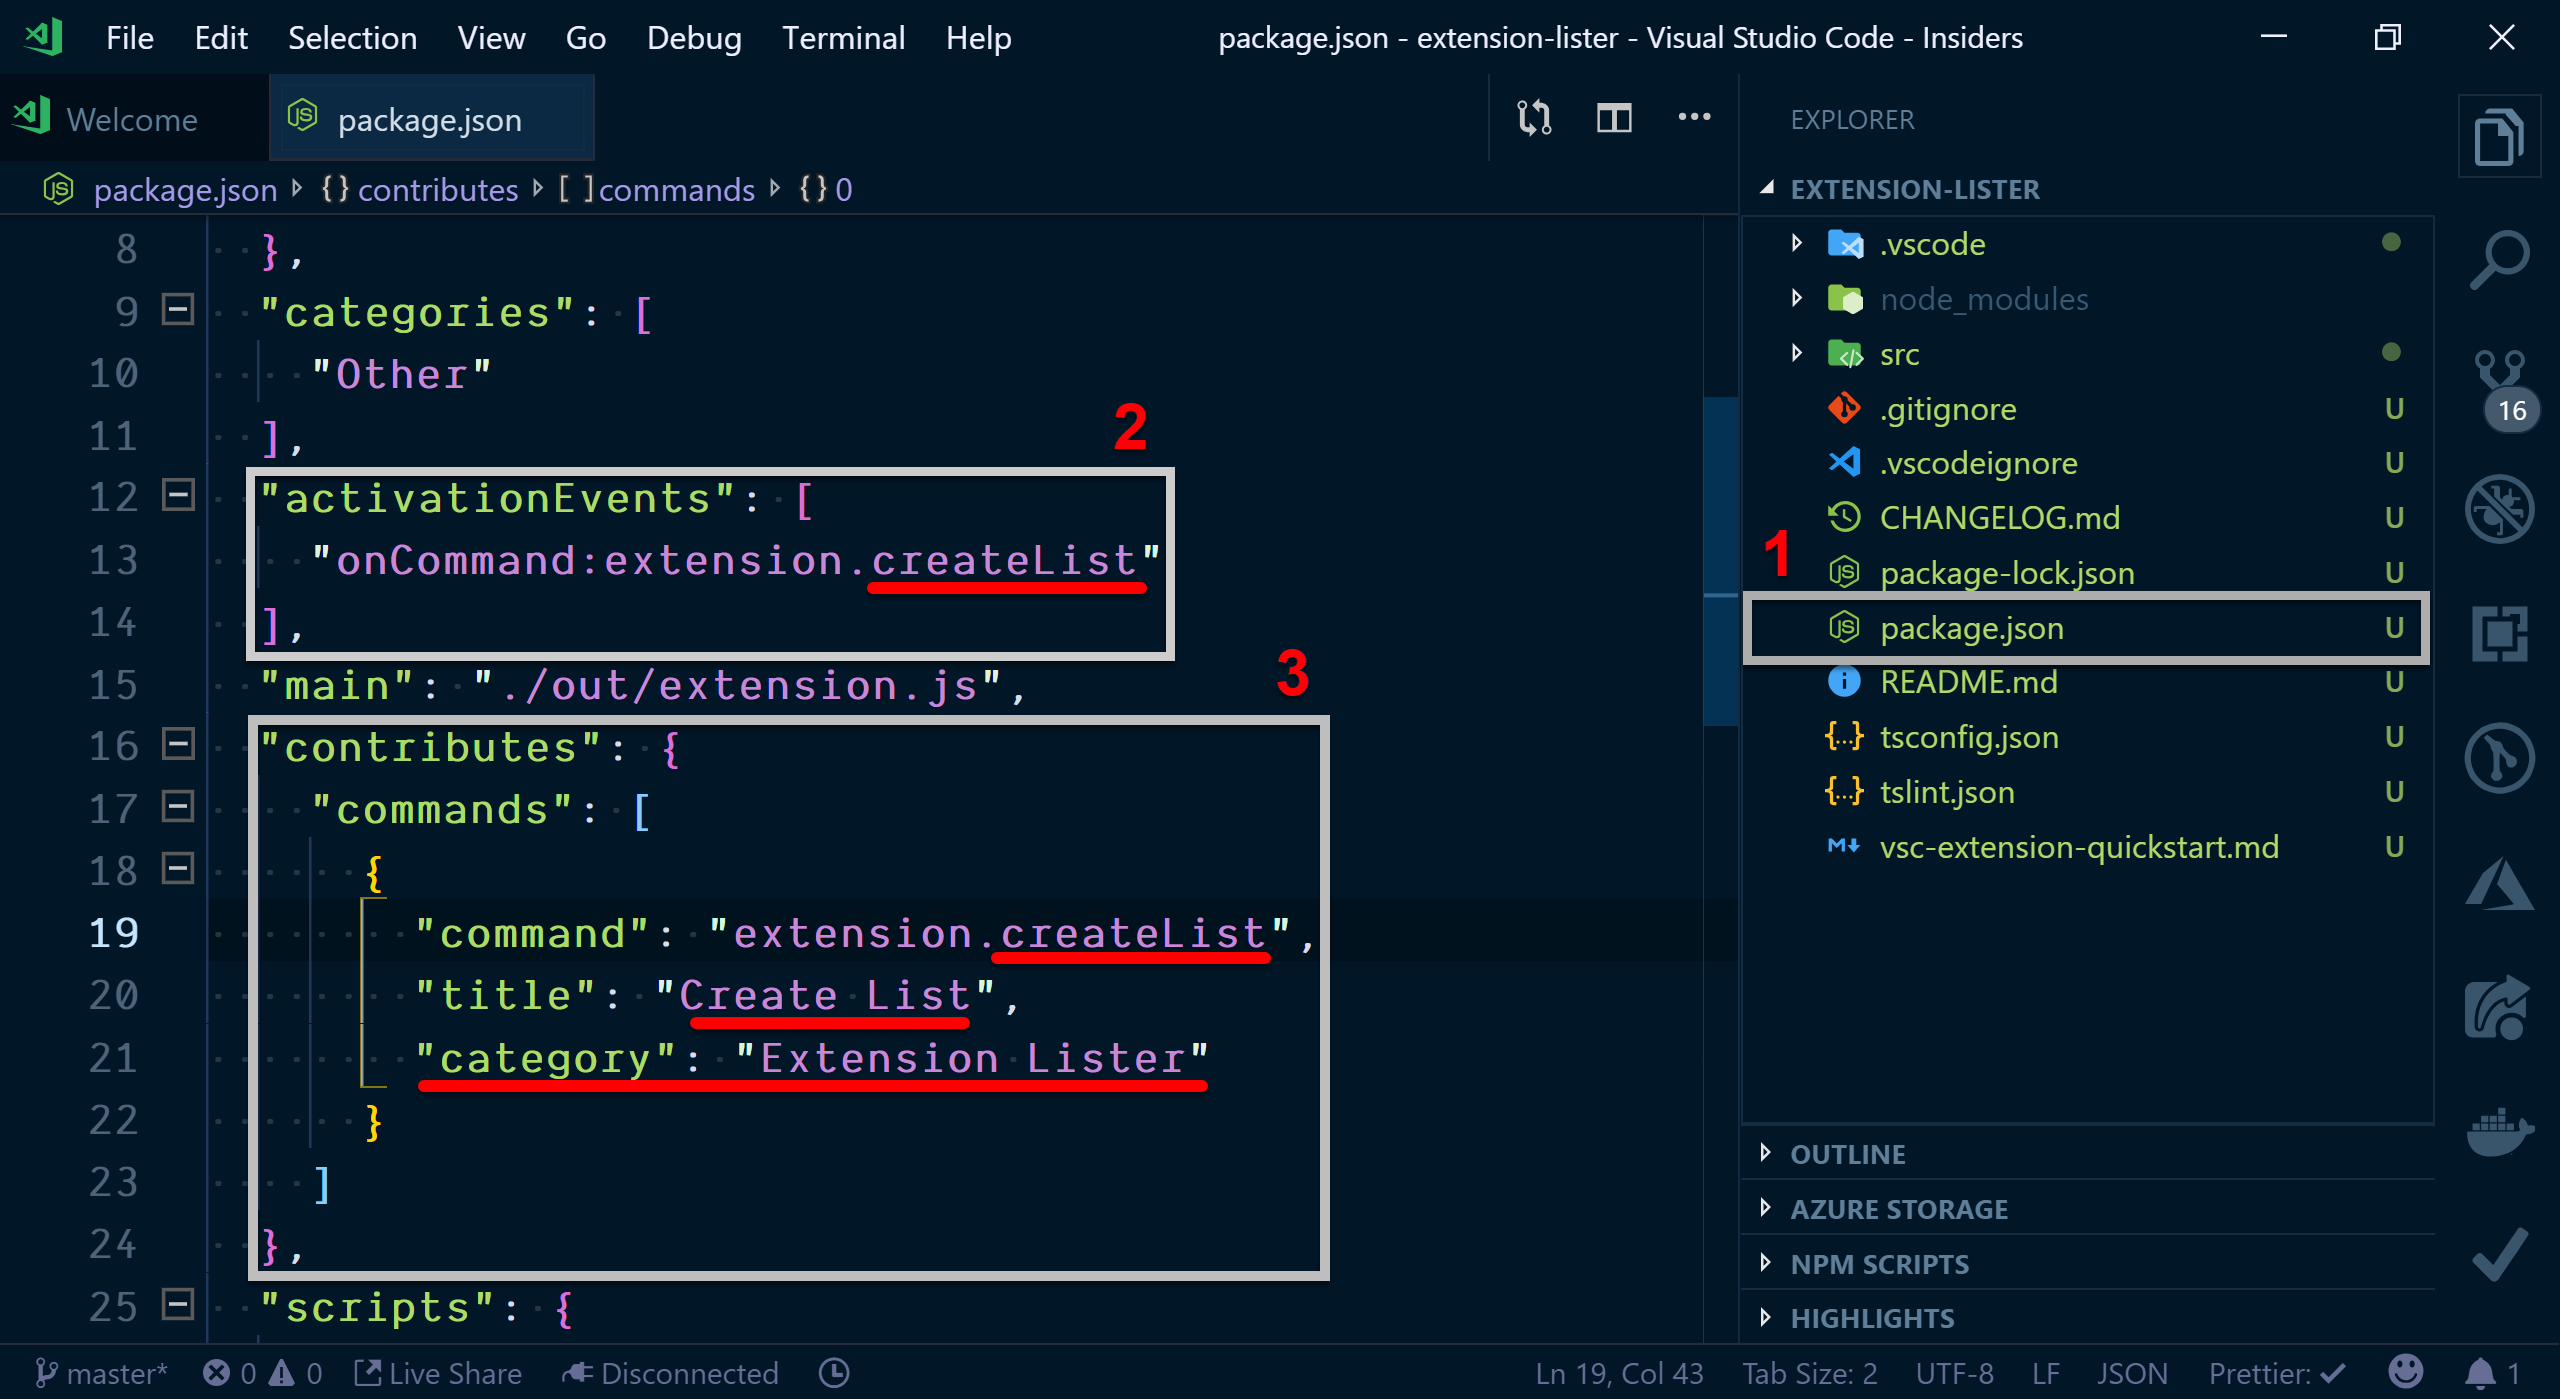 File Edit Selection View Go Debug Terminal Help package.json - extension-lister - Visual Studio Code - Insiders
Welcome package.json
package.json {} contributes [ ] commands {} 0
8 },
9 "categories": [
10 "Other"
11 ],
2
12 "activationEvents": [
13 "onCommand:extension.createList"
14 ],
3
15 "main": "./out/extension.js",
16 "contributes": {
17 "commands": [
18 {
19 "command": "extension.createList",
20 "title": "Create List",
21 "category": "Extension Lister"
22 }
23 ]
24 },
25 "scripts": {
EXPLORER
EXTENSION-LISTER
.vscode
node_modules
src
.gitignore U
.vscodeignore U
CHANGELOG.md U
1
package-lock.json U
package.json U
README.md U
tsconfig.json U
tslint.json U
vsc-extension-quickstart.md U
OUTLINE
AZURE STORAGE
NPM SCRIPTS
HIGHLIGHTS
16
master* 0 0 Live Share Disconnected Ln 19, Col 43 Tab Size: 2 UTF-8 LF JSON Prettier: ✓ 1